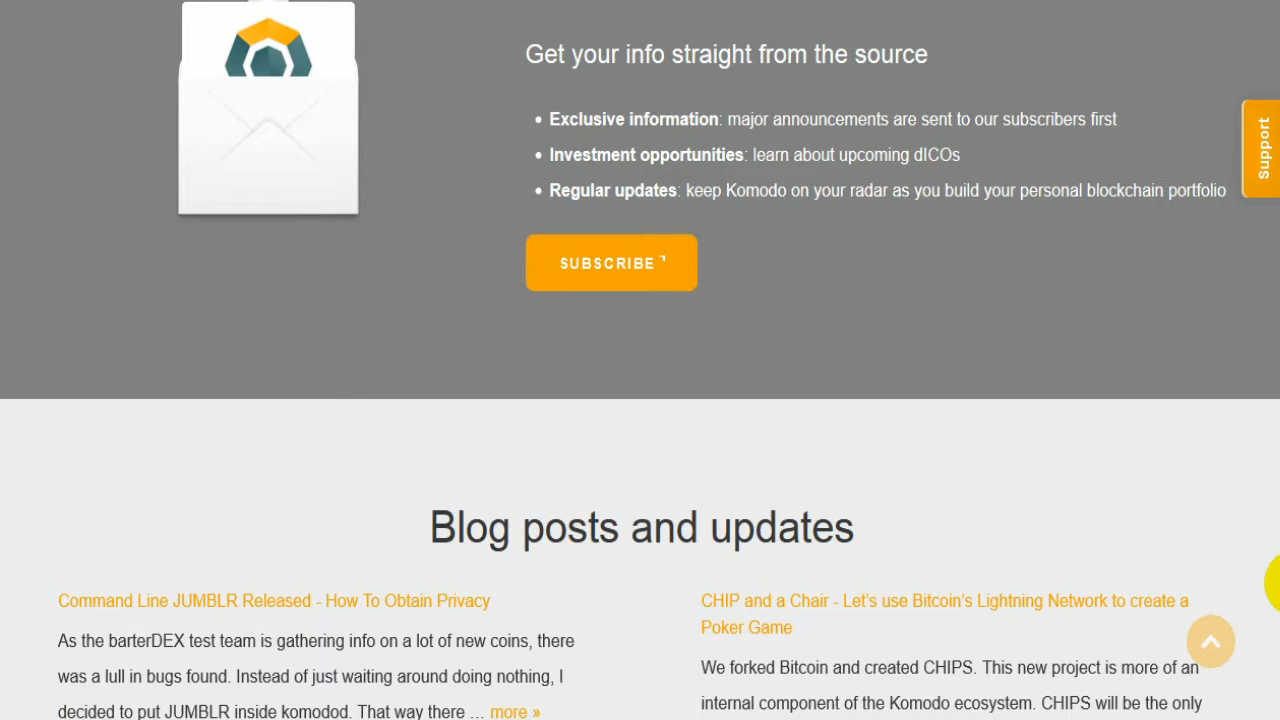 Get your info straight from the source
• Exclusive information: major announcements are sent to our subscribers first
• Investment opportunities: learn about upcoming dICOs
• Regular updates: keep Komodo on your radar as you build your personal blockchain portfolio
Support
SUBSCRIBE
Blog posts and updates
Command Line JUMBLR Released - How To Obtain Privacy
As the barterDEX test team is gathering info on a lot of new coins, there
was a lull in bugs found. Instead of just waiting around doing nothing, I
decided to put JUMBLR inside komodod. That way there ... more »
CHIP and a Chair - Let's use Bitcoin's Lightning Network to create a
Poker Game
We forked Bitcoin and created CHIPS. This new project is more of an
internal component of the Komodo ecosystem. CHIPS will be the only